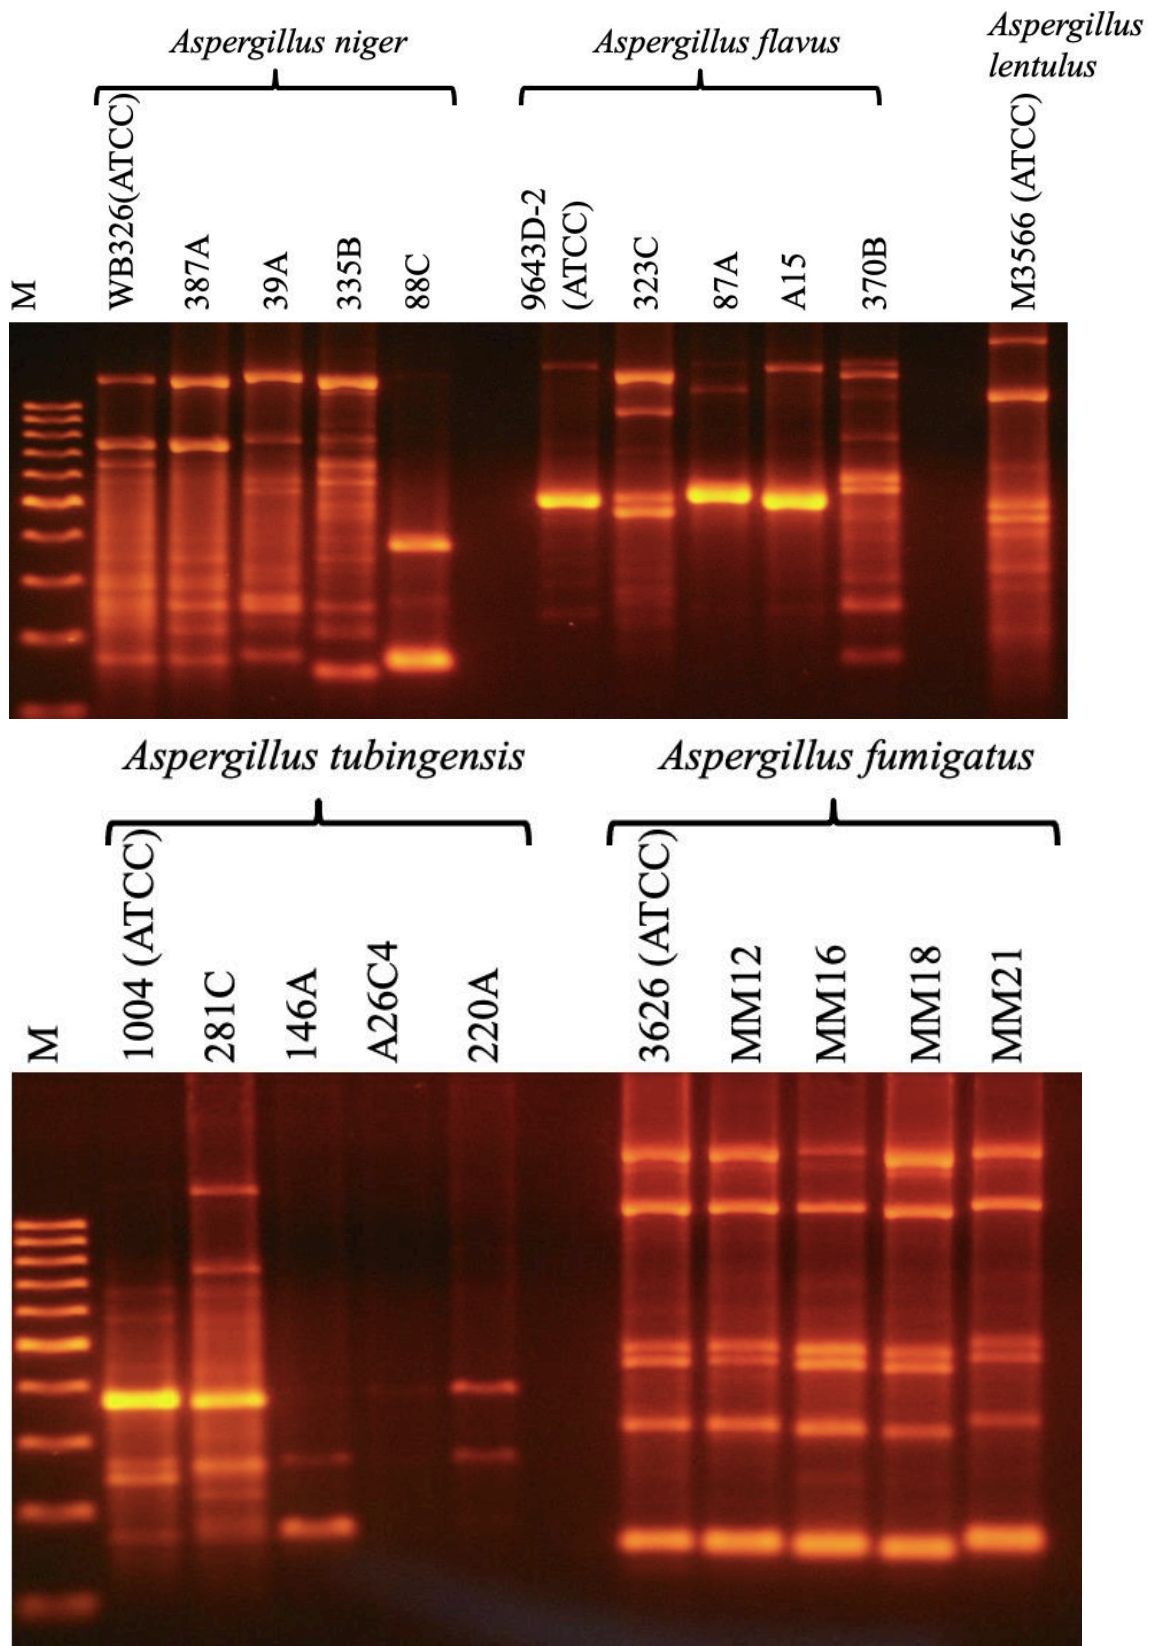 Aspergillus niger
Aspergillus flavus
Aspergillus
lentulus
M
WB326(ATCC)
387A
39A
335B
88C
9643D-2
(ATCC)
323C
87A
A15
370B
M3566 (ATCC)
Aspergillus tubingensis
Aspergillus fumigatus
M
1004 (ATCC)
281C
146A
A26C4
220A
3626 (ATCC)
MM12
MM16
MM18
MM21